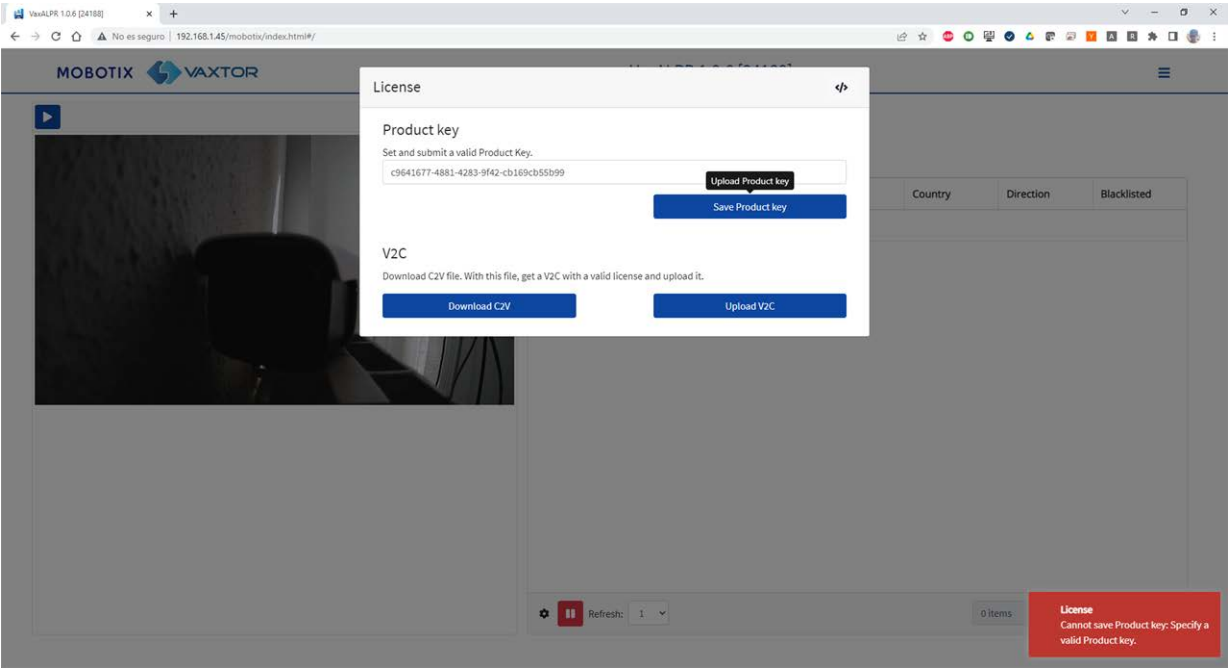 VaxALPR 1.0.6 [24188]
No es seguro | 192.168.1.45/mobotix/index.html#/
MOBOTIX VAXTOR
License
Product key
Set and submit a valid Product Key.
c9641677-4881-4283-9f42-cb169cb55b99
Upload Product key
Save Product key
Country Direction Blacklisted
V2C
Download C2V file. With this file, get a V2C with a valid license and upload it.
Download C2V Upload V2C
Refresh: 1
0 items
License
Cannot save Product key: Specify a
valid Product key.